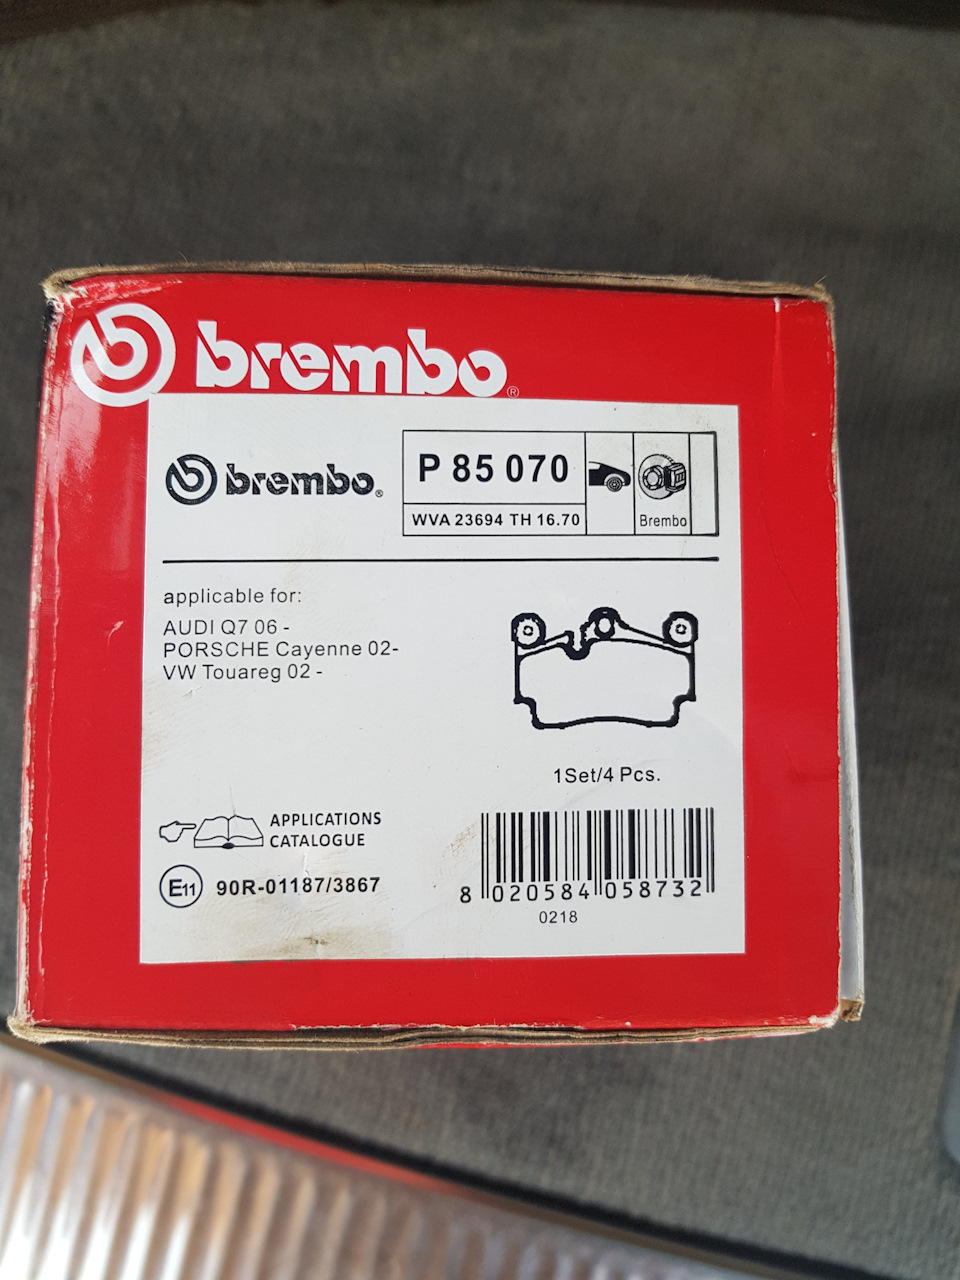 brembo®
brembo®
P 85 070
WVA 23694 TH 16.70
Brembo
applicable for:
AUDI Q7 06 -
PORSCHE Cayenne 02-
VW Touareg 02 -
1Set/4 Pcs.
APPLICATIONS
CATALOGUE
E11 90R-01187/3867
8 020584 058732
0218